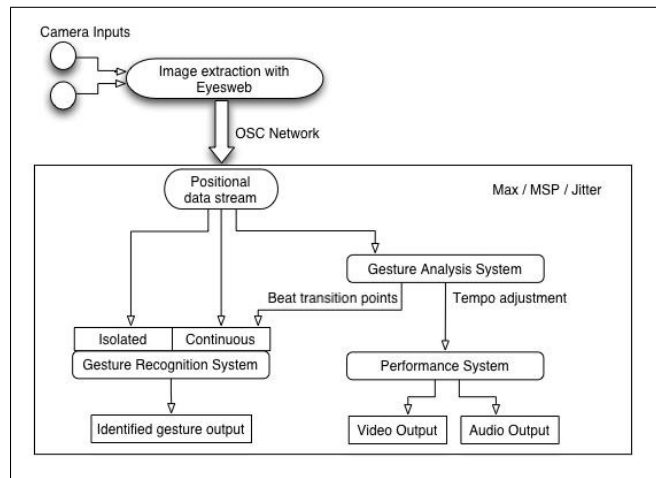 Camera Inputs
Image extraction with
Eyesweb
OSC Network
Positional
data stream
Max / MSP / Jitter
Gesture Analysis System
Beat transition points
Tempo adjustment
Isolated
Continuous
Gesture Recognition System
Performance System
Identified gesture output
Video Output
Audio Output